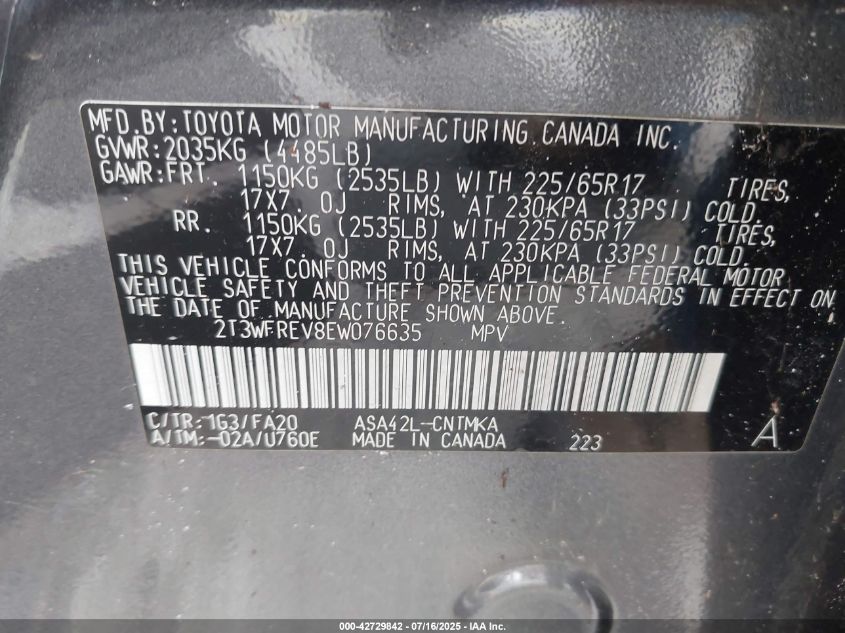 MFD.BY:TOYOTA MOTOR MANUFACTURING CANADA INC.
GVWR:2035KG (4485LB)
GAWR:FRT. 1150KG (2535LB) WITH 225/65R17 TIRES,
17X7.0J RIMS, AT 230KPA (33PSI) COLD.
RR. 1150KG (2535LB) WITH 225/65R17 TIRES,
17X7.0J RIMS, AT 230KPA (33PSI) COLD.
THIS VEHICLE CONFORMS TO ALL APPLICABLE FEDERAL MOTOR
VEHICLE SAFETY AND THEFT PREVENTION STANDARDS IN EFFECT ON
THE DATE OF MANUFACTURE SHOWN ABOVE.
2T3WFREV8EW076635 MPV
C/TR:1G3/FA20 ASA42L-CNTMKA
A/TM:-02A/U760E MADE IN CANADA 223 A
000-42729842 - 07/16/2025 - IAA Inc.